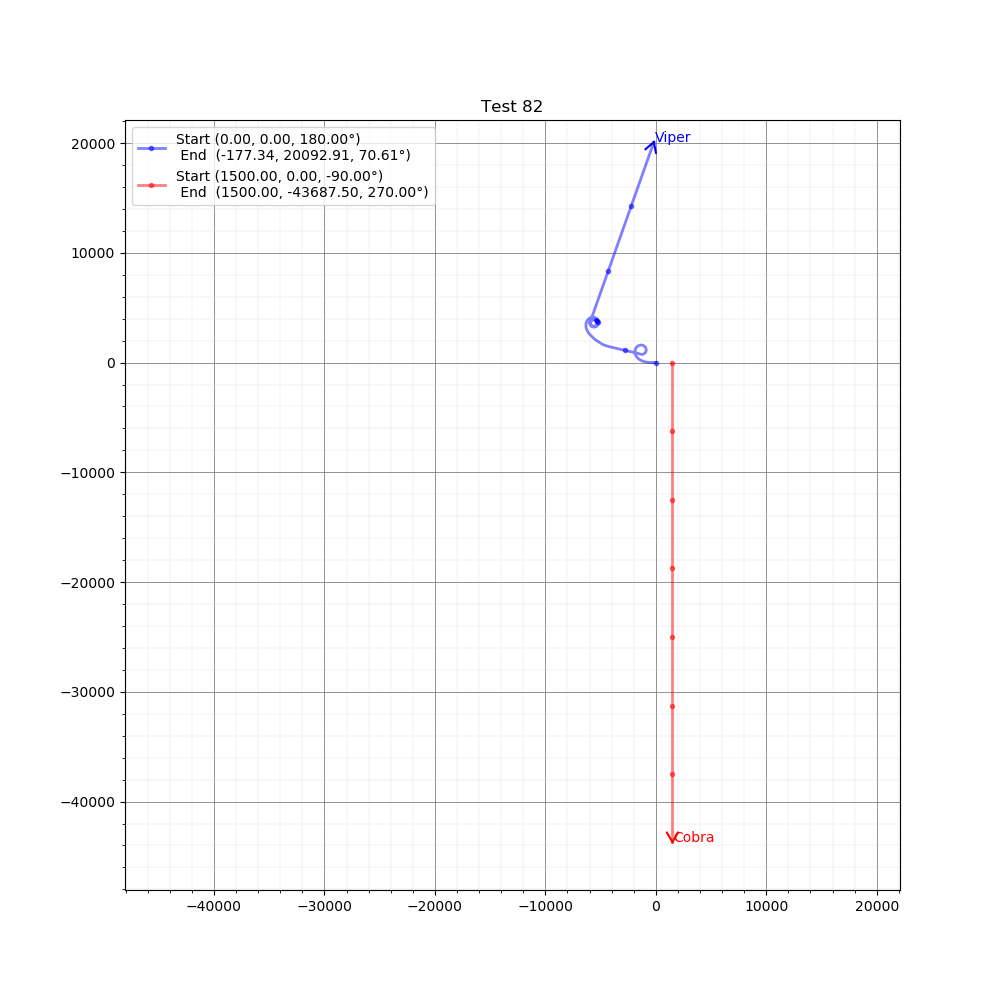 Test 82
Start (0.00, 0.00, 180.00°)
End (-177.34, 20092.91, 70.61°)
Start (1500.00, 0.00, -90.00°)
End (1500.00, -43687.50, 270.00°)
Viper
Cobra
20000
10000
0
−10000
−20000
−30000
−40000
−40000 −30000 −20000 −10000 0 10000 20000